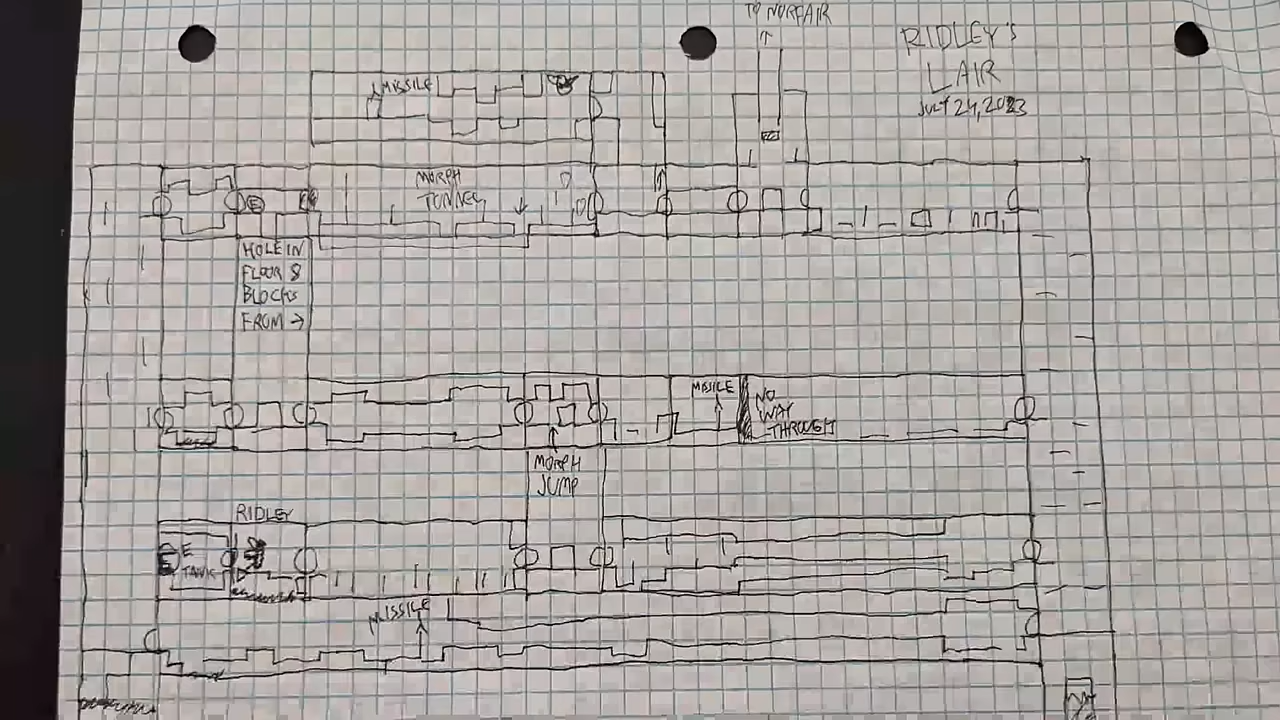 TO NORFAIR
RIDLEY'S
LAIR
JULY 24, 2023
MISSILE
MORPH
TUNNEL
E
HOLE IN
FLOOR 8
BLOCKS
FROM →
MISSILE
NO
WAY
THROUGH
MORPH
JUMP
RIDLEY
E
TANK
MISSILE